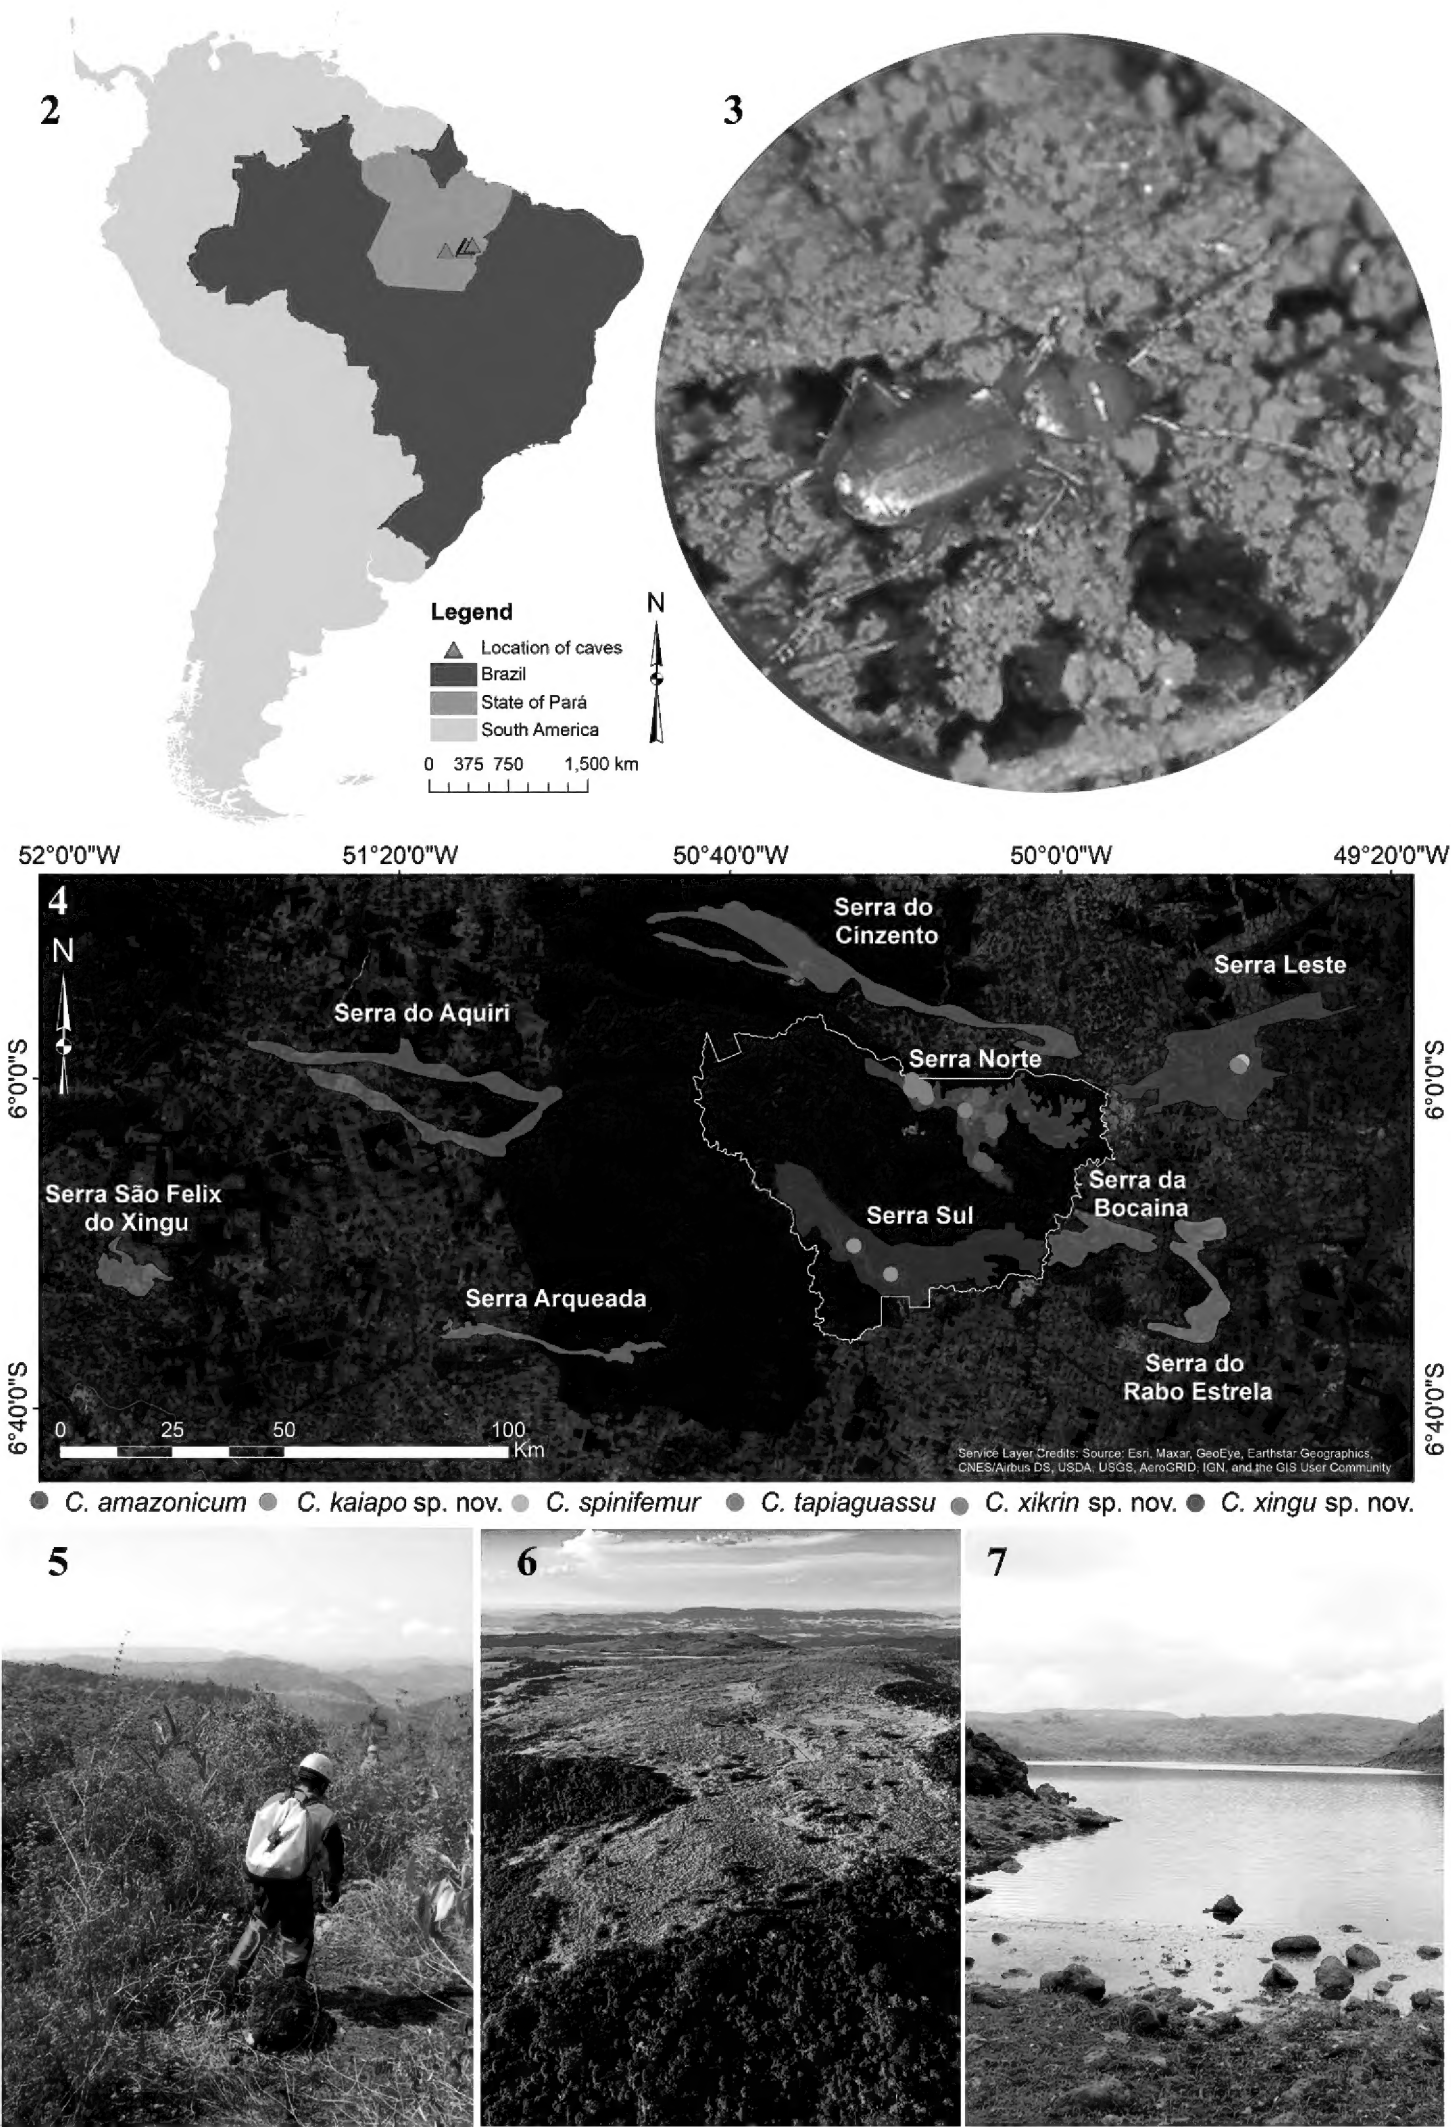 2
3
Legend
Location of caves
Brazil
State of Pará
South America
N
0 375 750 1,500 km
52°0'0"W 51°20'0"W 50°40'0"W 50°0'0"W 49°20'0"W
4
N
Serra do
Cinzento
Serra Leste
Serra do Aquiri
Serra Norte
6°0'0"S
6°0'0"S
Serra São Felix
do Xingu
Serra da
Bocaina
Serra Sul
Serra Arqueada
Serra do
Rabo Estrela
6°40'0"S
6°40'0"S
0 25 50 100
Km
Service Layer Credits: Source: Esri, Maxar, GeoEye, Earthstar Geographics,
CNES/Airbus DS, USDA, USGS, AeroGRID, IGN, and the GIS User Community
C. amazonicum C. kaiapo sp. nov. C. spinifemur C. tapiaguassu C. xikrin sp. nov. C. xingu sp. nov.
5
6
7